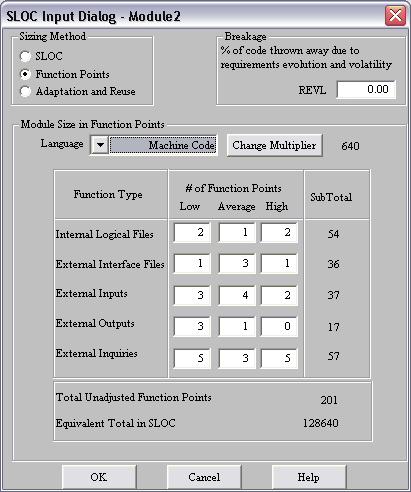 SLOC Input Dialog - Module2
Sizing Method
SLOC
Function Points
Adaptation and Reuse
Breakage
% of code thrown away due to
requirements evolution and volatility
REVL 0.00
Module Size in Function Points
Language Machine Code Change Multiplier 640
Function Type # of Function Points SubTotal
Low Average High
Internal Logical Files 2 1 2 54
External Interface Files 1 3 1 36
External Inputs 3 4 2 37
External Outputs 3 1 0 17
External Inquiries 5 3 5 57
Total Unadjusted Function Points 201
Equivalent Total in SLOC 128640
OK Cancel Help